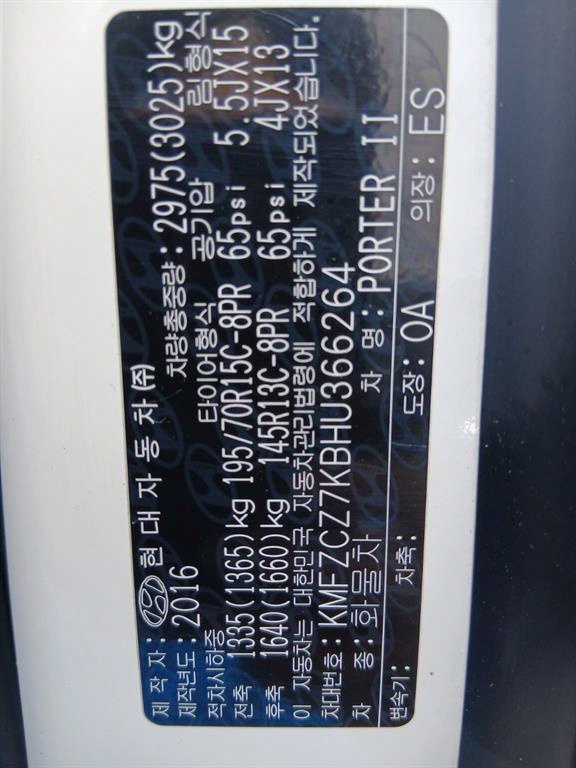 제 작 자 : 현대자동차(주)
제작년도 : 2016 차량총중량 : 2975(3025)kg
적차시하중 타이어형식 공기압 림형식
전축 1335(1365)kg 195/70R15C-8PR 65psi 5.5JX15
후축 1640(1660)kg 145R13C-8PR 65psi 4JX13
이 자동차는 대한민국 자동차관리법령에 적합하게 제작되었습니다.
차대번호: KMFZCZ7KBHU366264
차 종: 화물차 차 명: PORTER II
변속기: 차축: 도장: OA 의장: ES